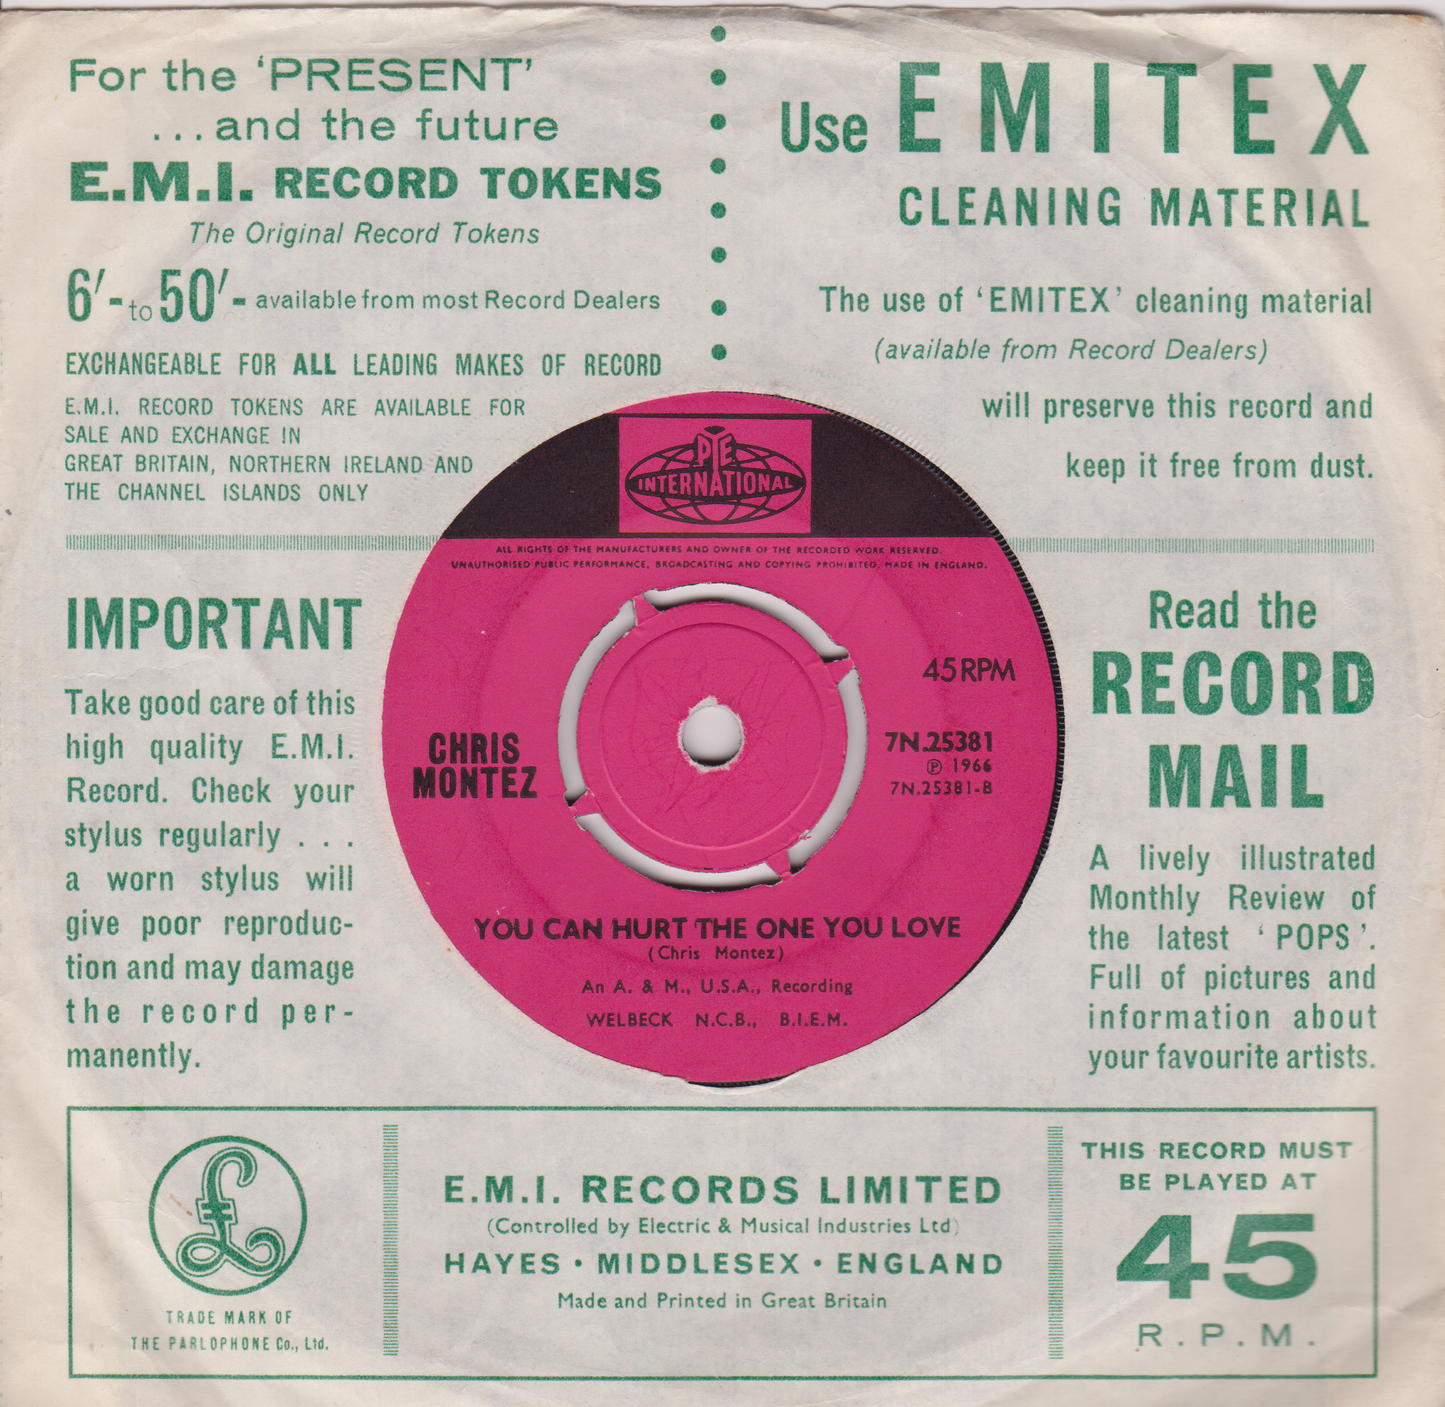 For the ‘PRESENT’
...and the future
E.M.I. RECORD TOKENS
The Original Record Tokens
6/- to 50/- available from most Record Dealers
EXCHANGEABLE FOR ALL LEADING MAKES OF RECORD
E.M.I. RECORD TOKENS ARE AVAILABLE FOR
SALE AND EXCHANGE IN
GREAT BRITAIN, NORTHERN IRELAND AND
THE CHANNEL ISLANDS ONLY
Use EMITEX
CLEANING MATERIAL
The use of ‘EMITEX’ cleaning material
(available from Record Dealers)
will preserve this record and
keep it free from dust.
IMPORTANT
Take good care of this
high quality E.M.I.
Record. Check your
stylus regularly . . .
a worn stylus will
give poor reproduc-
tion and may damage
the record per-
manently.
PYE
INTERNATIONAL
ALL RIGHTS OF THE MANUFACTURERS AND OWNER OF THE RECORDED WORK RESERVED.
UNAUTHORISED PUBLIC PERFORMANCE, BROADCASTING AND COPYING PROHIBITED. MADE IN ENGLAND.
45 RPM
CHRIS
MONTEZ
7N.25381
℗ 1966
7N.25381-B
YOU CAN HURT THE ONE YOU LOVE
(Chris Montez)
An A. & M., U.S.A., Recording
WELBECK N.C.B., B.I.E.M.
Read the
RECORD
MAIL
A lively illustrated
Monthly Review of
the latest ‘POPS’.
Full of pictures and
information about
your favourite artists.
£
TRADE MARK OF
THE PARLOPHONE Co., Ltd.
E.M.I. RECORDS LIMITED
(Controlled by Electric & Musical Industries Ltd)
HAYES · MIDDLESEX · ENGLAND
Made and Printed in Great Britain
THIS RECORD MUST
BE PLAYED AT
45
R.P.M.